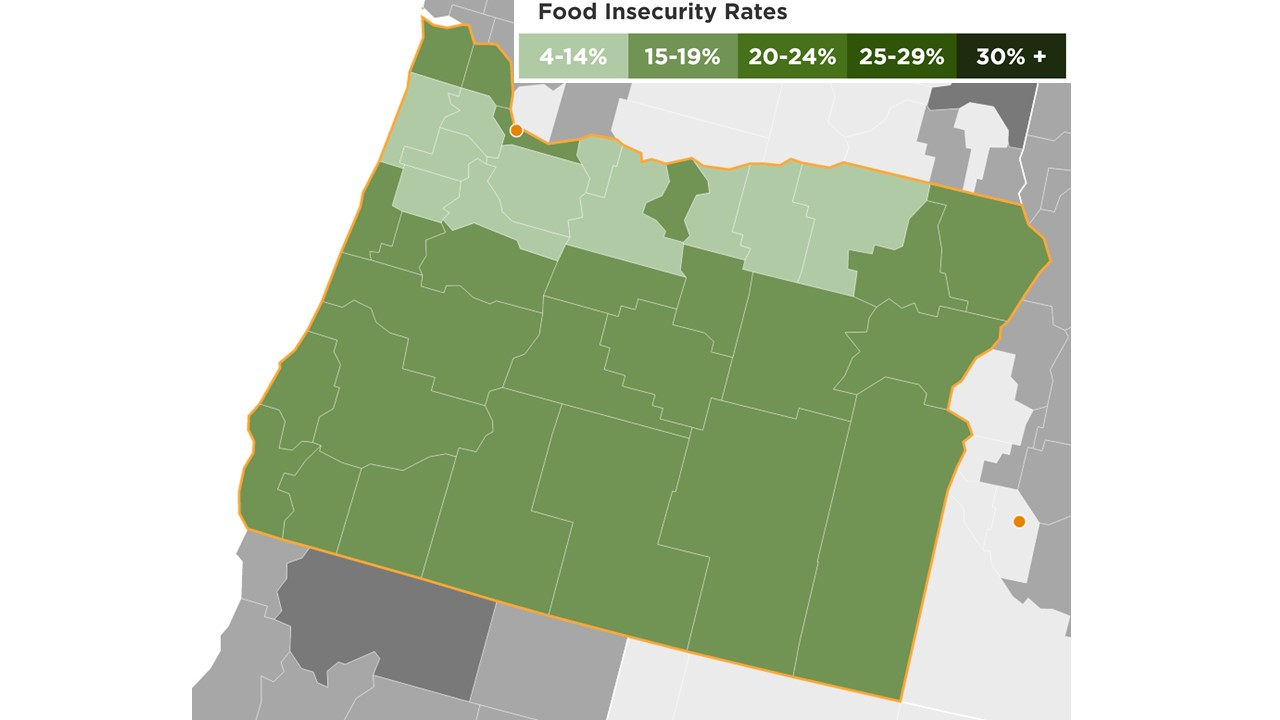 Food Insecurity Rates
4-14% 15-19% 20-24% 25-29% 30% +